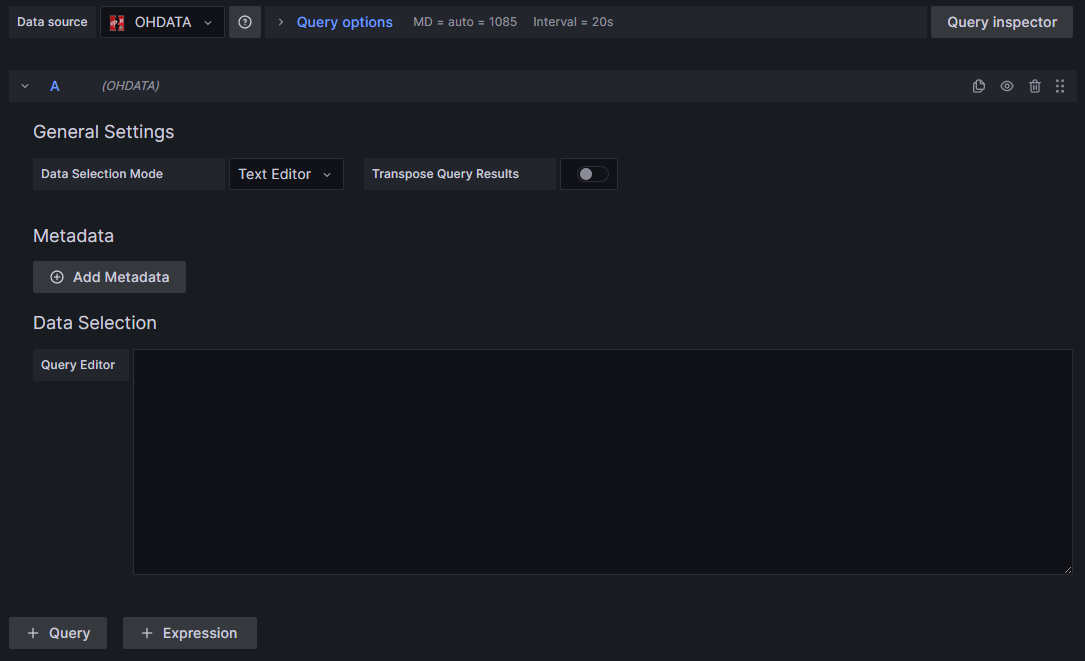 Data source OHDATA Query options MD = auto = 1085 Interval = 20s Query inspector
A (OHDATA)
General Settings
Data Selection Mode Text Editor Transpose Query Results
Metadata
Add Metadata
Data Selection
Query Editor
+ Query + Expression